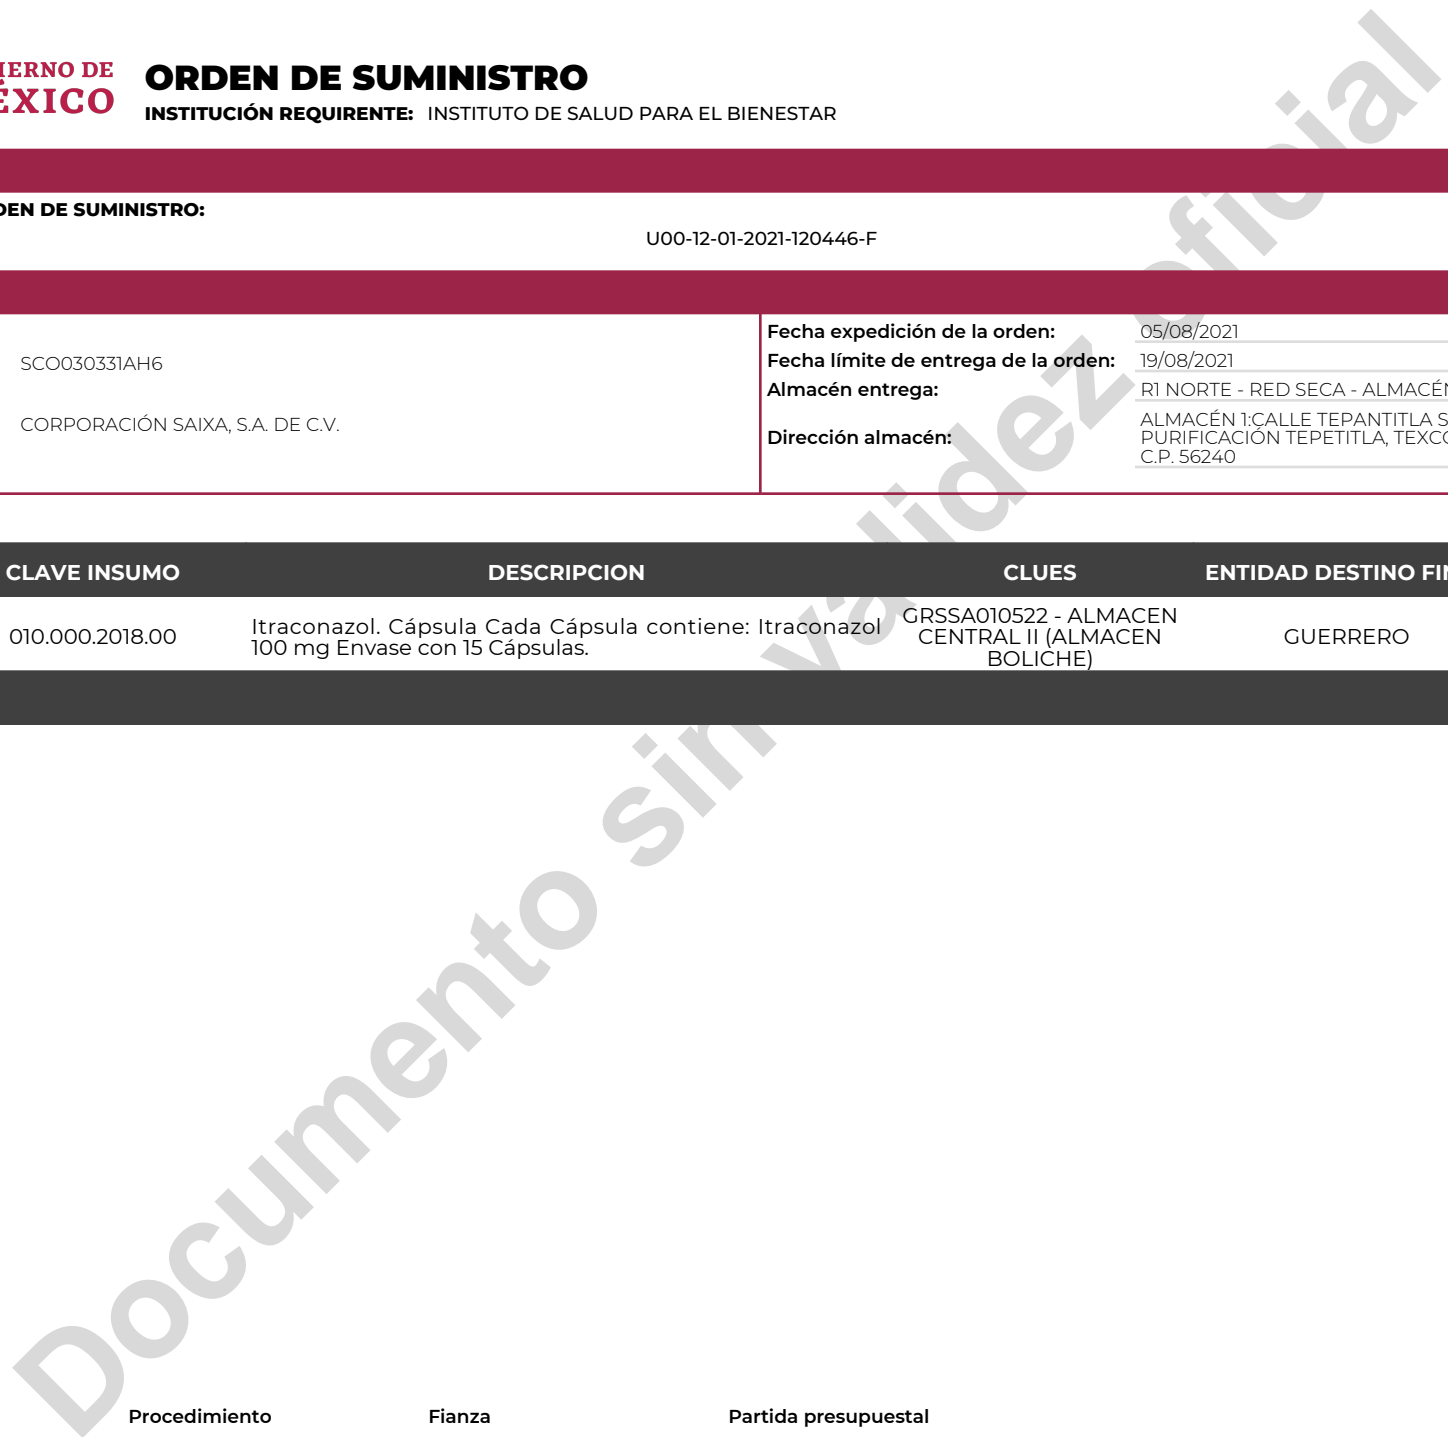 IERNO DE
ÉXICO
ORDEN DE SUMINISTRO
INSTITUCIÓN REQUIRENTE: INSTITUTO DE SALUD PARA EL BIENESTAR
DEN DE SUMINISTRO:
U00-12-01-2021-120446-F
SCO030331AH6
CORPORACIÓN SAIXA, S.A. DE C.V.
Fecha expedición de la orden: 05/08/2021
Fecha límite de entrega de la orden: 19/08/2021
Almacén entrega: R1 NORTE - RED SECA - ALMACÉN
Dirección almacén: ALMACÉN 1:CALLE TEPANTITLA S
PURIFICACIÓN TEPETITLA, TEXCO
C.P. 56240
CLAVE INSUMO DESCRIPCION CLUES ENTIDAD DESTINO FIN
010.000.2018.00
Itraconazol. Cápsula Cada Cápsula contiene: Itraconazol
100 mg Envase con 15 Cápsulas.
GRSSA010522 - ALMACEN
CENTRAL II (ALMACEN
BOLICHE)
GUERRERO
Documento sin validez oficial
Procedimiento Fianza Partida presupuestal